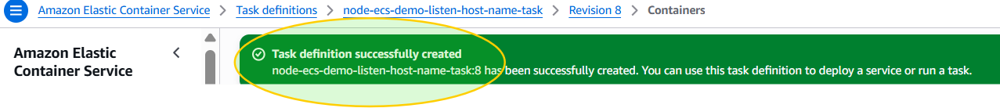 Amazon Elastic Container Service > Task definitions > node-ecs-demo-listen-host-name-task > Revision 8 > Containers
Amazon Elastic
Container Service
Task definition successfully created
node-ecs-demo-listen-host-name-task:8 has been successfully created. You can use this task definition to deploy a service or run a task.